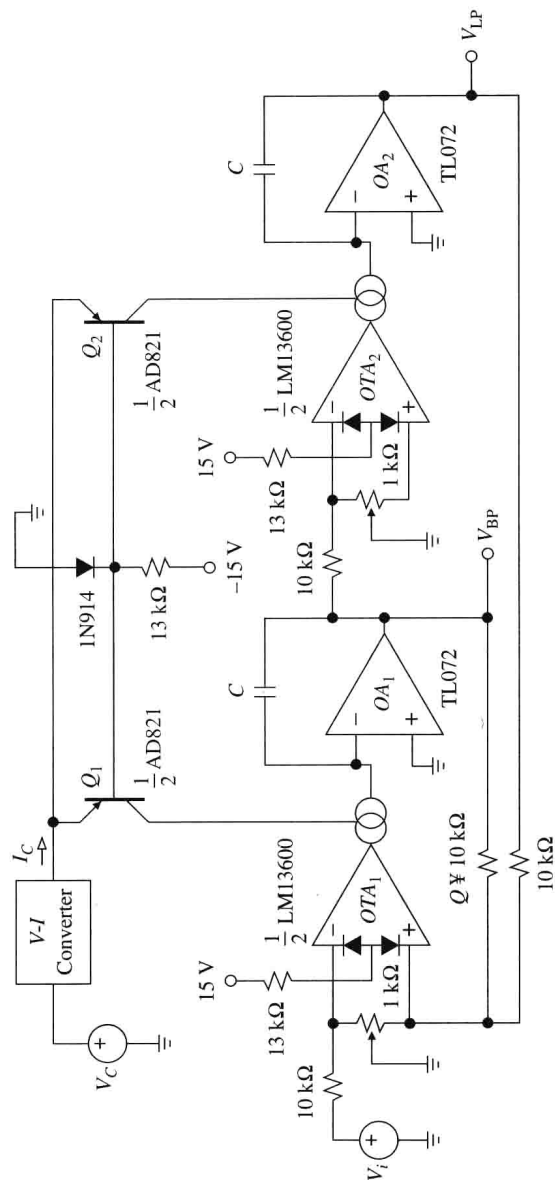 V_C
+
V-I
Converter
I_C
Q_1
1/2 AD821
1N914
13 kΩ
−15 V
Q_2
1/2 AD821
V_i
+
10 kΩ
15 V
13 kΩ
1 kΩ
1/2 LM13600
OTA_1
−
+
C
OA_1
−
+
TL072
10 kΩ
15 V
13 kΩ
1 kΩ
1/2 LM13600
OTA_2
−
+
C
OA_2
−
+
TL072
V_BP
V_LP
Q ¥ 10 kΩ
10 kΩ